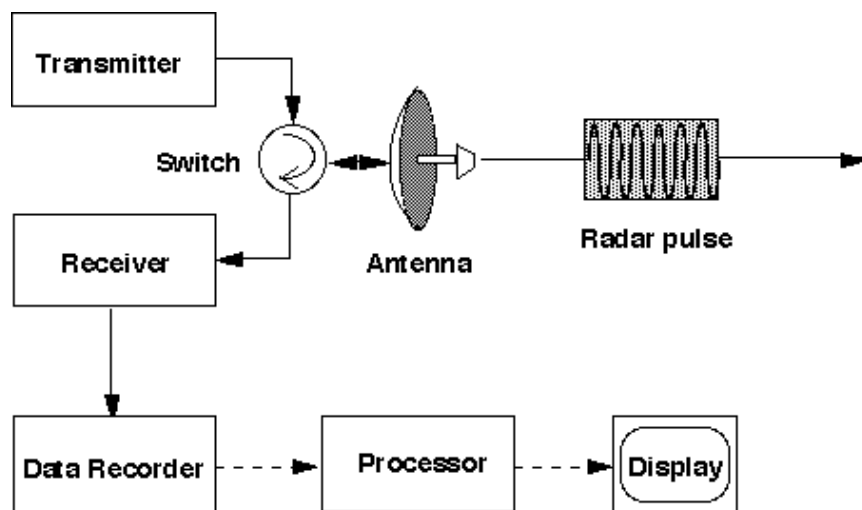 Transmitter
Switch
Antenna
Radar pulse
Receiver
Data Recorder
Processor
Display